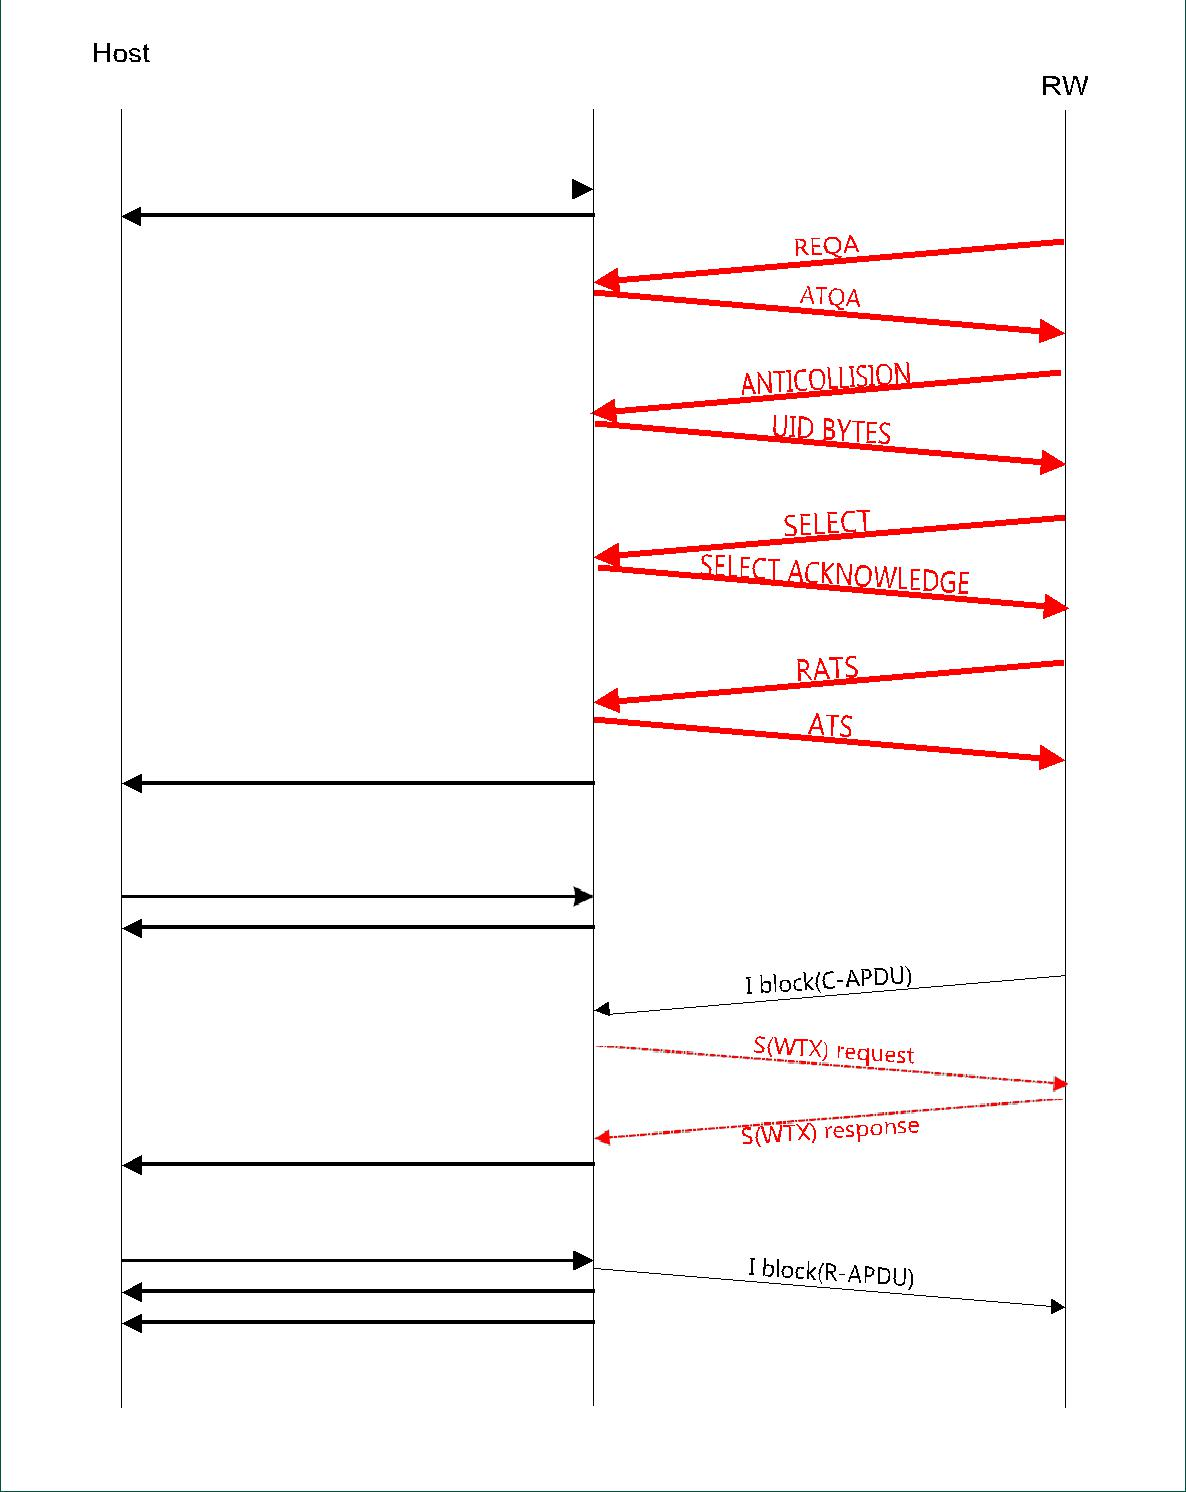 Host
RW
REQA
ATQA
ANTICOLLISION
UID BYTES
SELECT
SELECT ACKNOWLEDGE
RATS
ATS
I block(C-APDU)
S(WTX) request
S(WTX) response
I block(R-APDU)